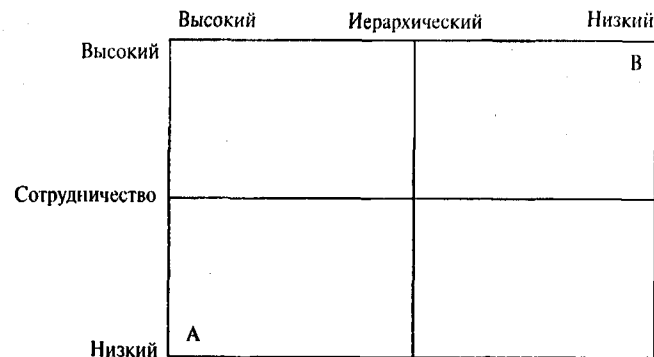 Высокий Иерархический Низкий
Высокий
В
Сотрудничество
А
Низкий